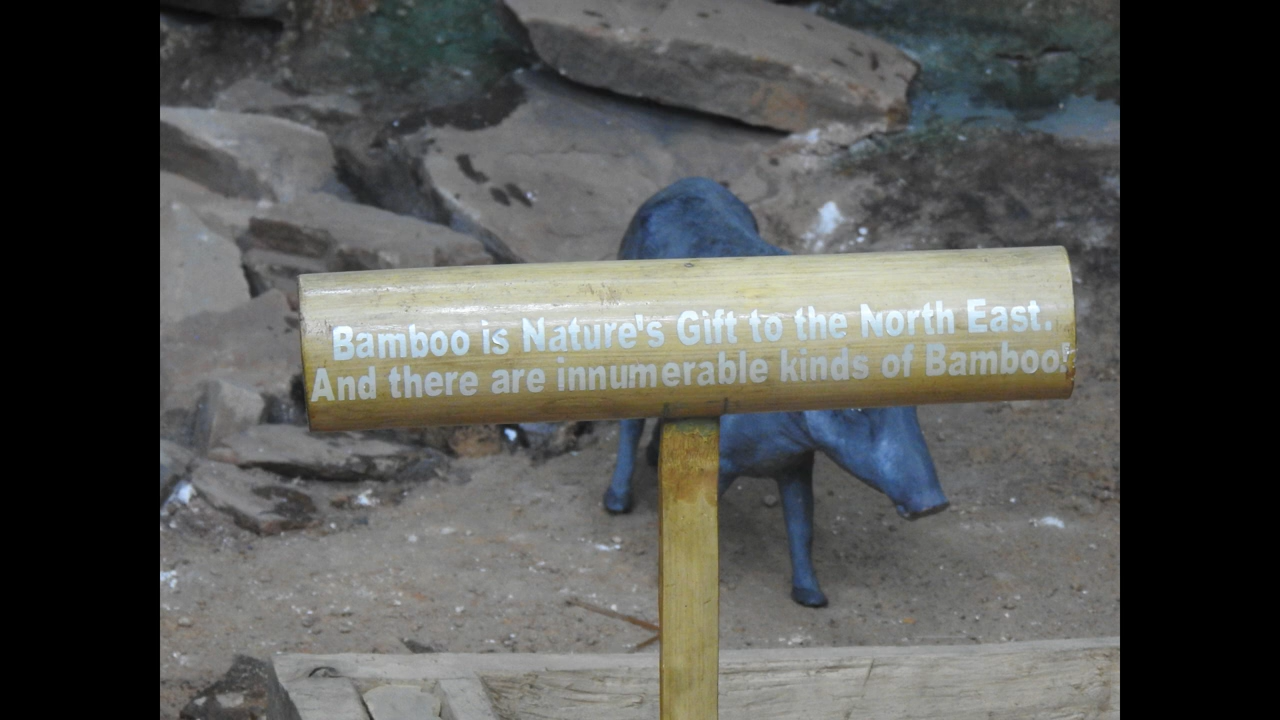 Bamboo is Nature's Gift to the North East.
And there are innumerable kinds of Bamboo!